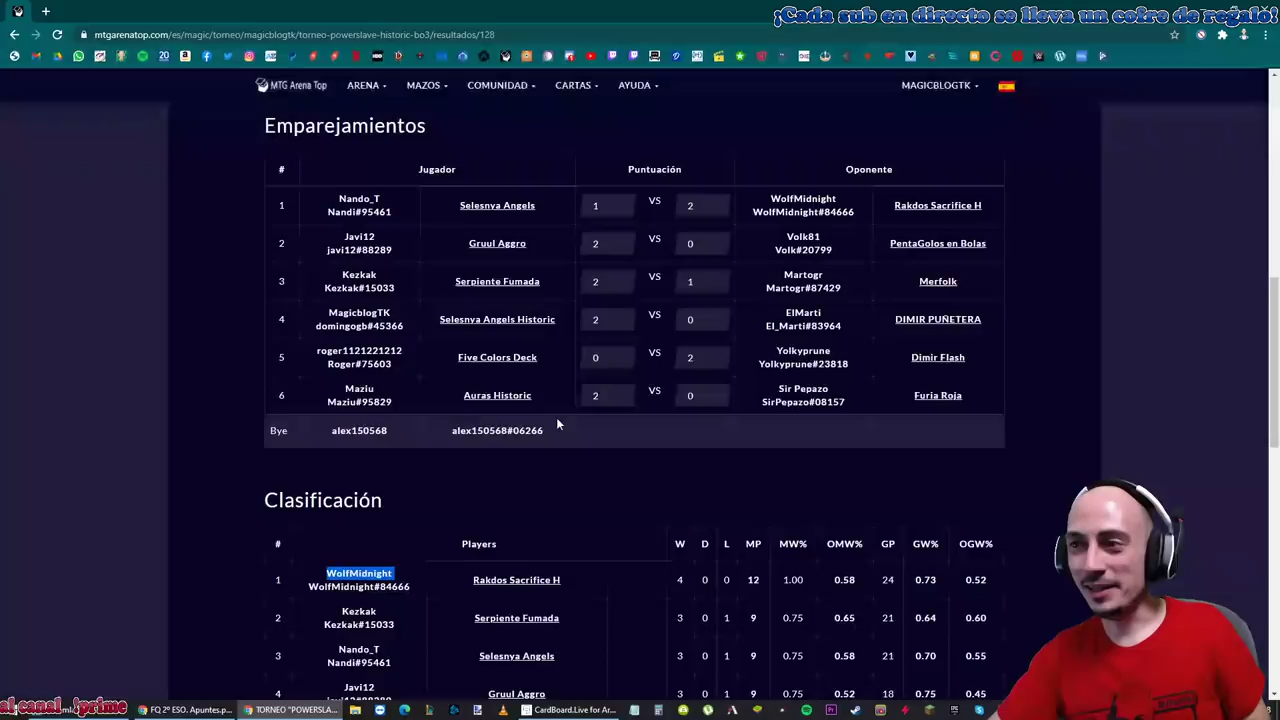 ¡Cada sub en directo se lleva un cofre de regalo!
mtgarenatop.com/es/magic/torneo/magicblogtk/torneo-powerslave-historic-bo3/resultados/128
MTG Arena Top ARENA MAZOS COMUNIDAD CARTAS AYUDA MAGICBLOGTK
Emparejamientos
# Jugador Puntuación Oponente
1 Nando_T Nandi#95461 Selesnya Angels 1 VS 2 WolfMidnight WolfMidnight#84666 Rakdos Sacrifice H
2 Javi12 javi12#88289 Gruul Aggro 2 VS 0 Volk81 Volk#20799 PentaGolos en Bolas
3 Kezkak Kezkak#15033 Serpiente Fumada 2 VS 1 Martogr Martogr#87429 Merfolk
4 MagicblogTK domingogb#45366 Selesnya Angels Historic 2 VS 0 ElMarti El_Marti#83964 DIMIR PUÑETERA
5 roger1121221212 Roger#75603 Five Colors Deck 0 VS 2 Yolkyprune Yolkyprune#23818 Dimir Flash
6 Maziu Maziu#95829 Auras Historic 2 VS 0 Sir Pepazo SirPepazo#08157 Furia Roja
Bye alex150568 alex150568#06266
Clasificación
# Players W D L MP MW% OMW% GP GW% OGW%
1 WolfMidnight WolfMidnight#84666 Rakdos Sacrifice H 4 0 0 12 1.00 0.58 24 0.73 0.52
2 Kezkak Kezkak#15033 Serpiente Fumada 3 0 1 9 0.75 0.65 21 0.64 0.60
3 Nando_T Nandi#95461 Selesnya Angels 3 0 1 9 0.75 0.58 21 0.70 0.55
4 Javi12 Gruul Aggro 3 0 1 9 0.75 0.52 18 0.75 0.45
al canal !prime
FQ 2º ESO. Apuntes.p... TORNEO "POWERSLA... CardBoard.Live for Ar...